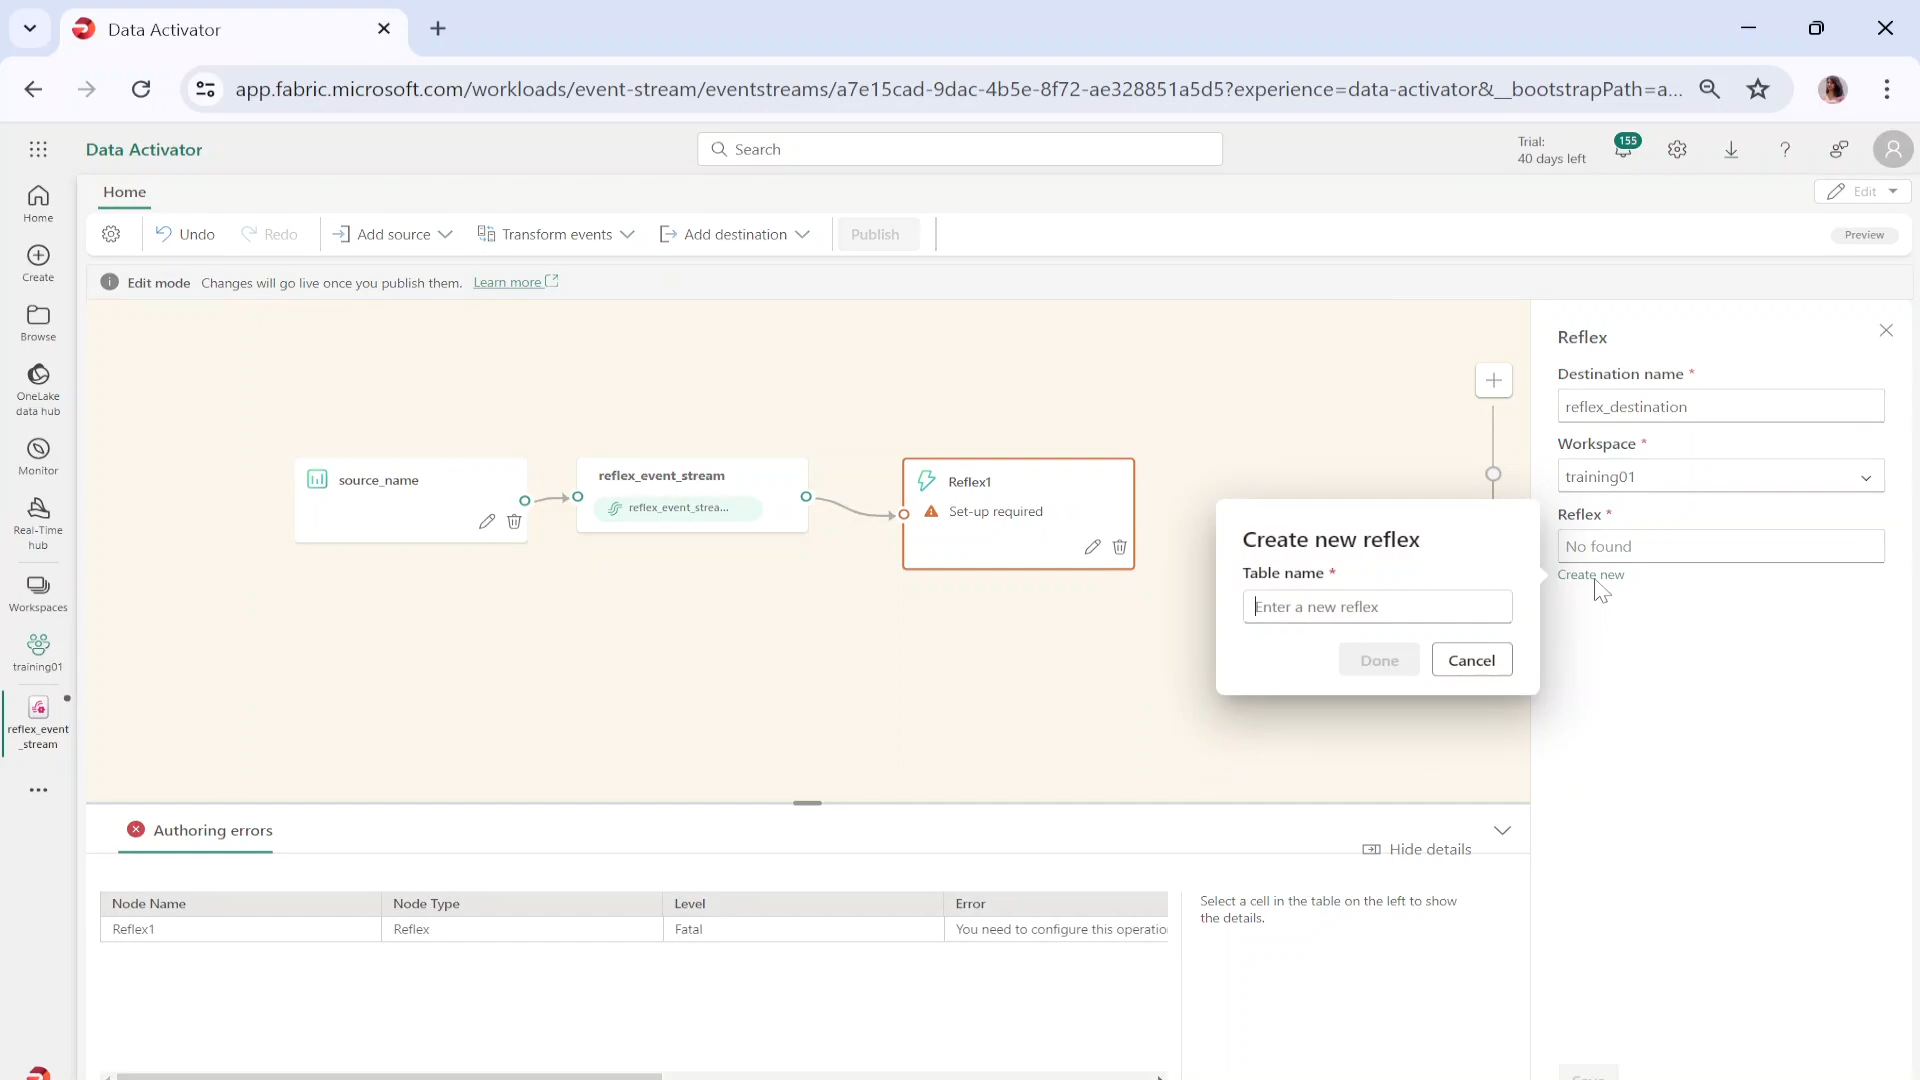 Data Activator
app.fabric.microsoft.com/workloads/event-stream/eventstreams/a7e15cad-9dac-4b5e-8f72-ae328851a5d5?experience=data-activator&__bootstrapPath=a...
Data Activator
Search
Trial:
40 days left
155
Home
Edit
Undo
Redo
Add source
Transform events
Add destination
Publish
Preview
Edit mode
Changes will go live once you publish them.
Learn more
Home
Create
Browse
OneLake
data hub
Monitor
Real-Time
hub
Workspaces
training01
reflex_event
_stream
source_name
reflex_event_stream
reflex_event_strea...
Reflex1
Set-up required
Create new reflex
Table name *
Enter a new reflex
Done
Cancel
Reflex
Destination name *
reflex_destination
Workspace *
training01
Reflex *
No found
Create new
Authoring errors
Hide details
Node Name
Node Type
Level
Error
Reflex1
Reflex
Fatal
You need to configure this operatio
Select a cell in the table on the left to show
the details.